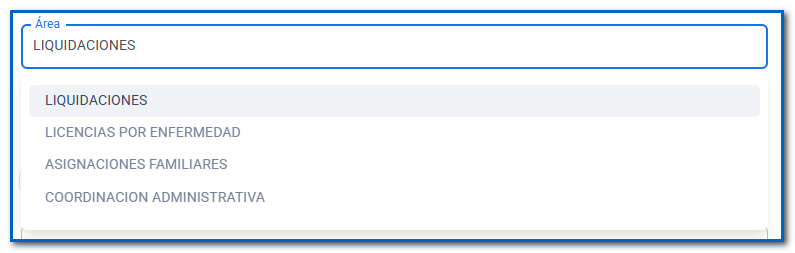 Área
LIQUIDACIONES
LIQUIDACIONES
LICENCIAS POR ENFERMEDAD
ASIGNACIONES FAMILIARES
COORDINACION ADMINISTRATIVA